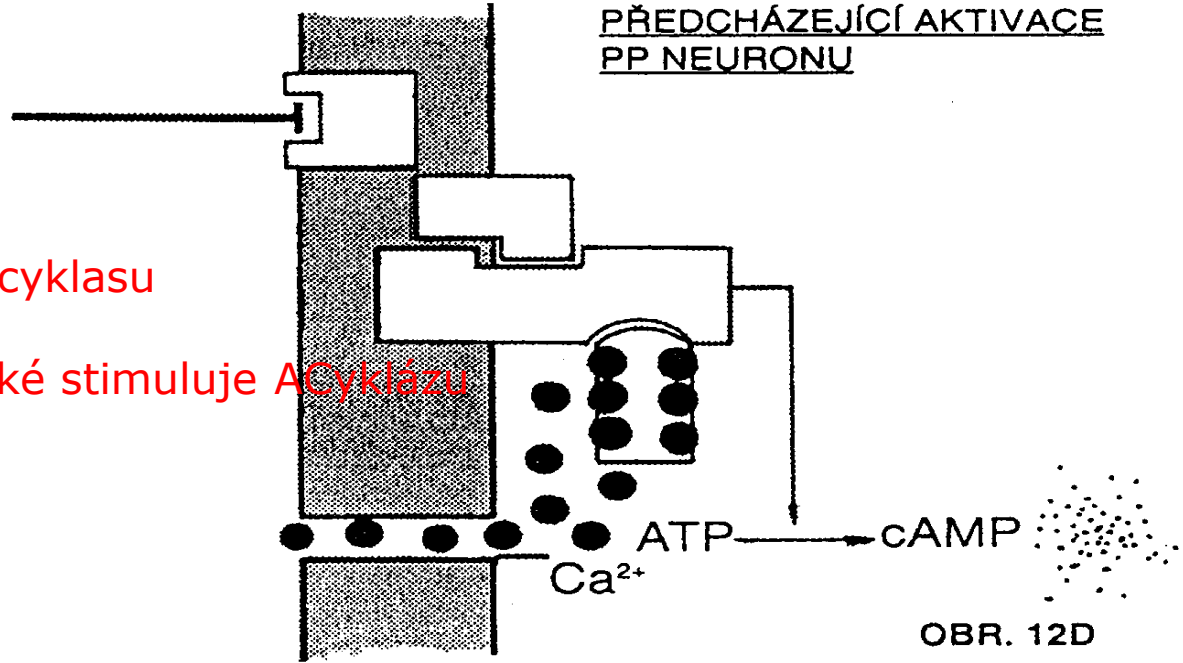 PŘEDCHÁZEJÍCÍ AKTIVACE
PP NEURONU
cyklasu
ké stimuluje ACyklázu
ATP cAMP
Ca²⁺
OBR. 12D